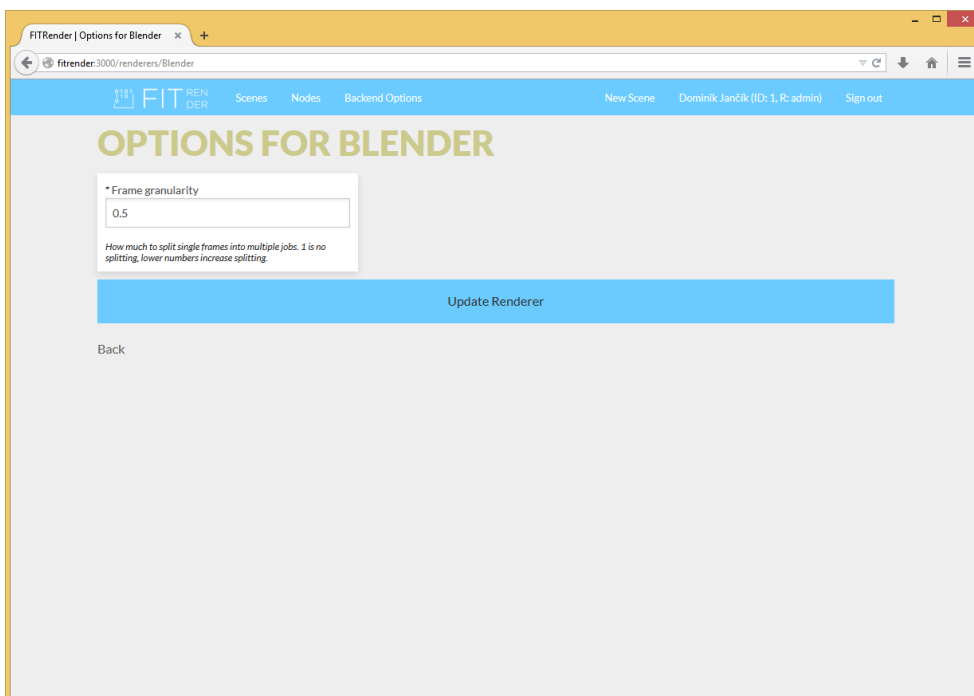 FITRender | Options for Blender
fitrender:3000/renderers/Blender
FIT REN DER Scenes Nodes Backend Options New Scene Dominik Jančík (ID: 1, R: admin) Sign out
OPTIONS FOR BLENDER
* Frame granularity
0.5
How much to split single frames into multiple jobs. 1 is no
splitting, lower numbers increase splitting.
Update Renderer
Back